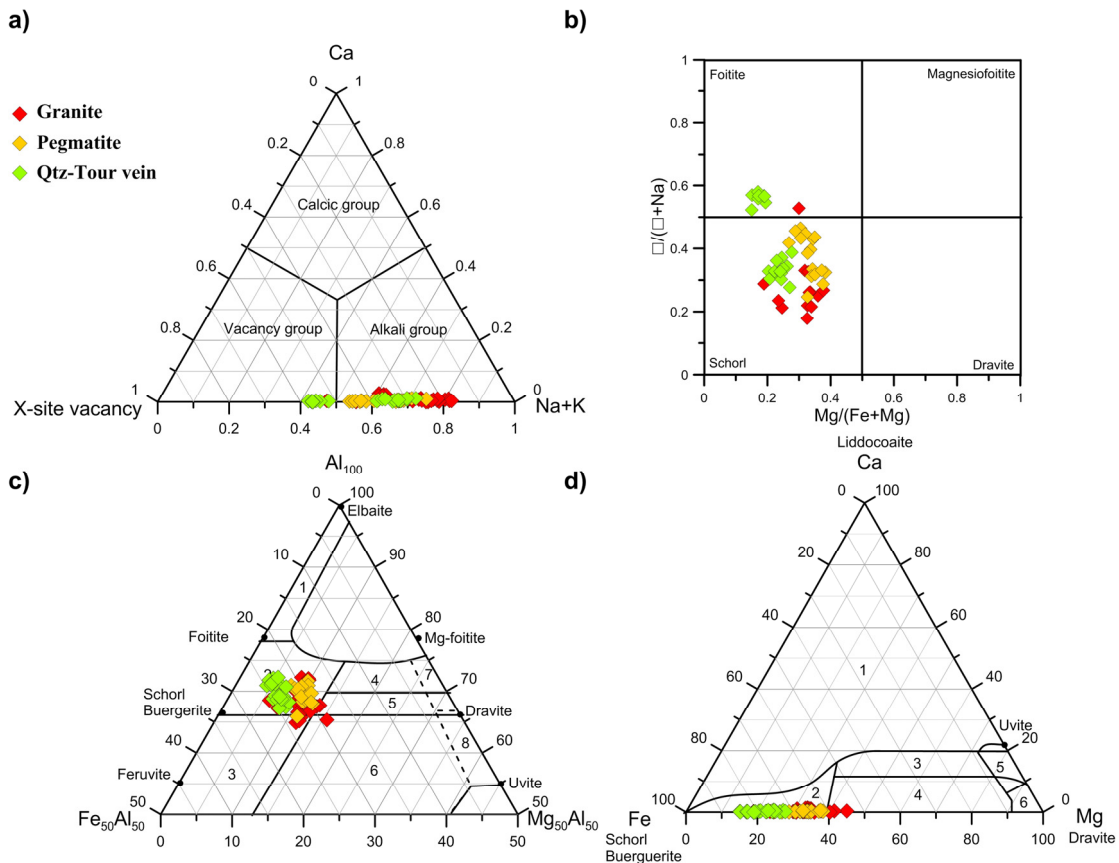 a)
Ca
0 1
Granite
Pegmatite
Qtz-Tour vein
0.2 0.8
0.4 0.6
0.6 0.4
0.8 0.2
1 0
Calcic group
Vacancy group
Alkali group
X-site vacancy
Na+K
0 0.2 0.4 0.6 0.8 1
b)
1
0.8
0.6
0.4
0.2
0
Foitite
Magnesiofoitite
Schorl
Dravite
□/(□+Na)
0 0.2 0.4 0.6 0.8 1
Mg/(Fe+Mg)
c)
Al100
0 100
Elbaite
10 90
20 80
30 70
40 60
50 50
Foitite
Mg-foitite
Schorl
Buergerite
Dravite
Feruvite
Uvite
1
2
3
4
5
6
7
8
Fe50Al50
Mg50Al50
0 10 20 30 40 50
d)
Liddocoaite
Ca
0 100
20 80
40 60
60 40
80 20
100 0
1
2
3
4
5
6
Uvite
Fe
Mg
Schorl
Buerguerite
Dravite
0 20 40 60 80 100